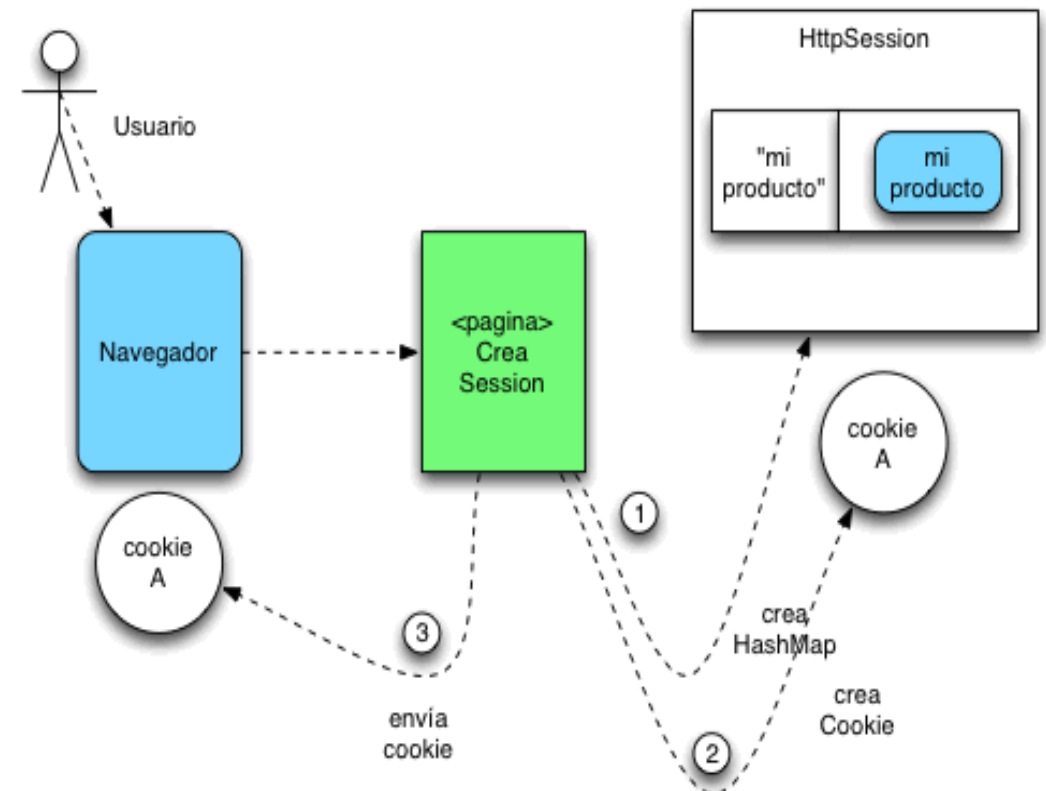 HttpSession
Usuario
"mi
producto"
mi
producto
Navegador
<pagina>
Crea
Session
cookie
A
cookie
A
1
3
crea
HashMap
envia
cookie
crea
Cookie
2